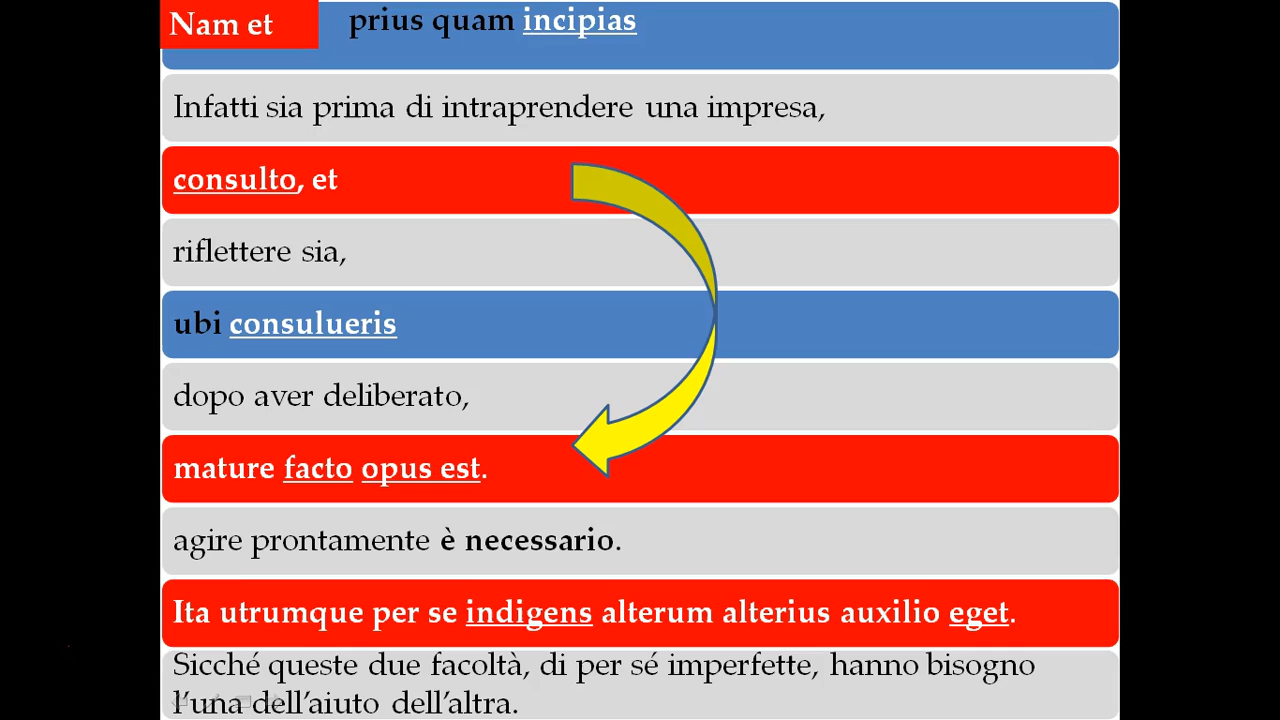 Nam et prius quam incipias
Infatti sia prima di intraprendere una impresa,
consulto, et
riflettere sia,
ubi consulueris
dopo aver deliberato,
mature facto opus est.
agire prontamente è necessario.
Ita utrumque per se indigens alterum alterius auxilio eget.
Sicché queste due facoltà, di per sé imperfette, hanno bisogno
l’una dell’aiuto dell’altra.